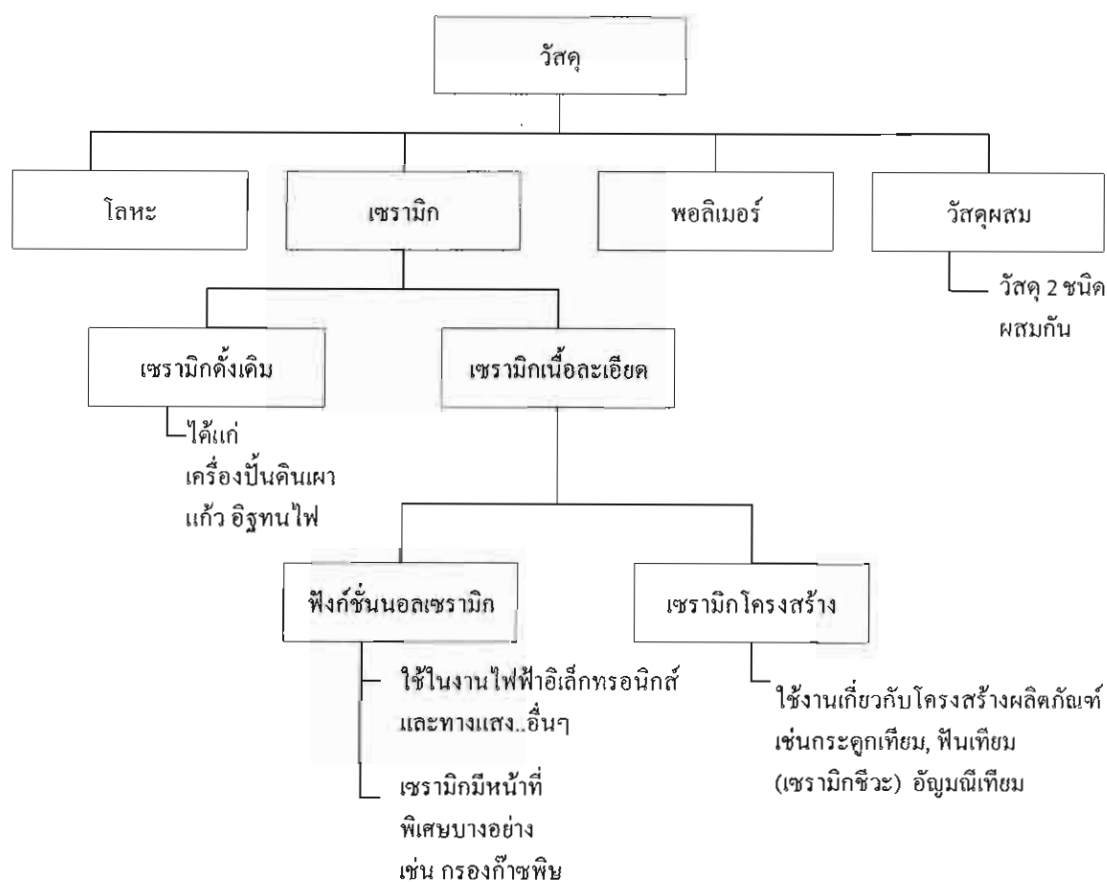 วัสดุ
โลหะ
เซรามิก
พอลิเมอร์
วัสดุผสม
วัสดุ 2 ชนิด
ผสมกัน
เซรามิกดั้งเดิม
เซรามิกเนื้อละเอียด
ได้แก่
เครื่องปั้นดินเผา
แก้ว อิฐทนไฟ
ฟังก์ชั่นนอลเซรามิก
เซรามิกโครงสร้าง
ใช้ในงานไฟฟ้าอิเล็กทรอนิกส์
และทางแสง..อื่นๆ
เซรามิกมีหน้าที่
พิเศษบางอย่าง
เช่น กรองก๊าซพิษ
ใช้งานเกี่ยวกับโครงสร้างผลิตภัณฑ์
เช่นกระดูกเทียม, ฟันเทียม
(เซรามิกชีวะ) อัญมณีเทียม